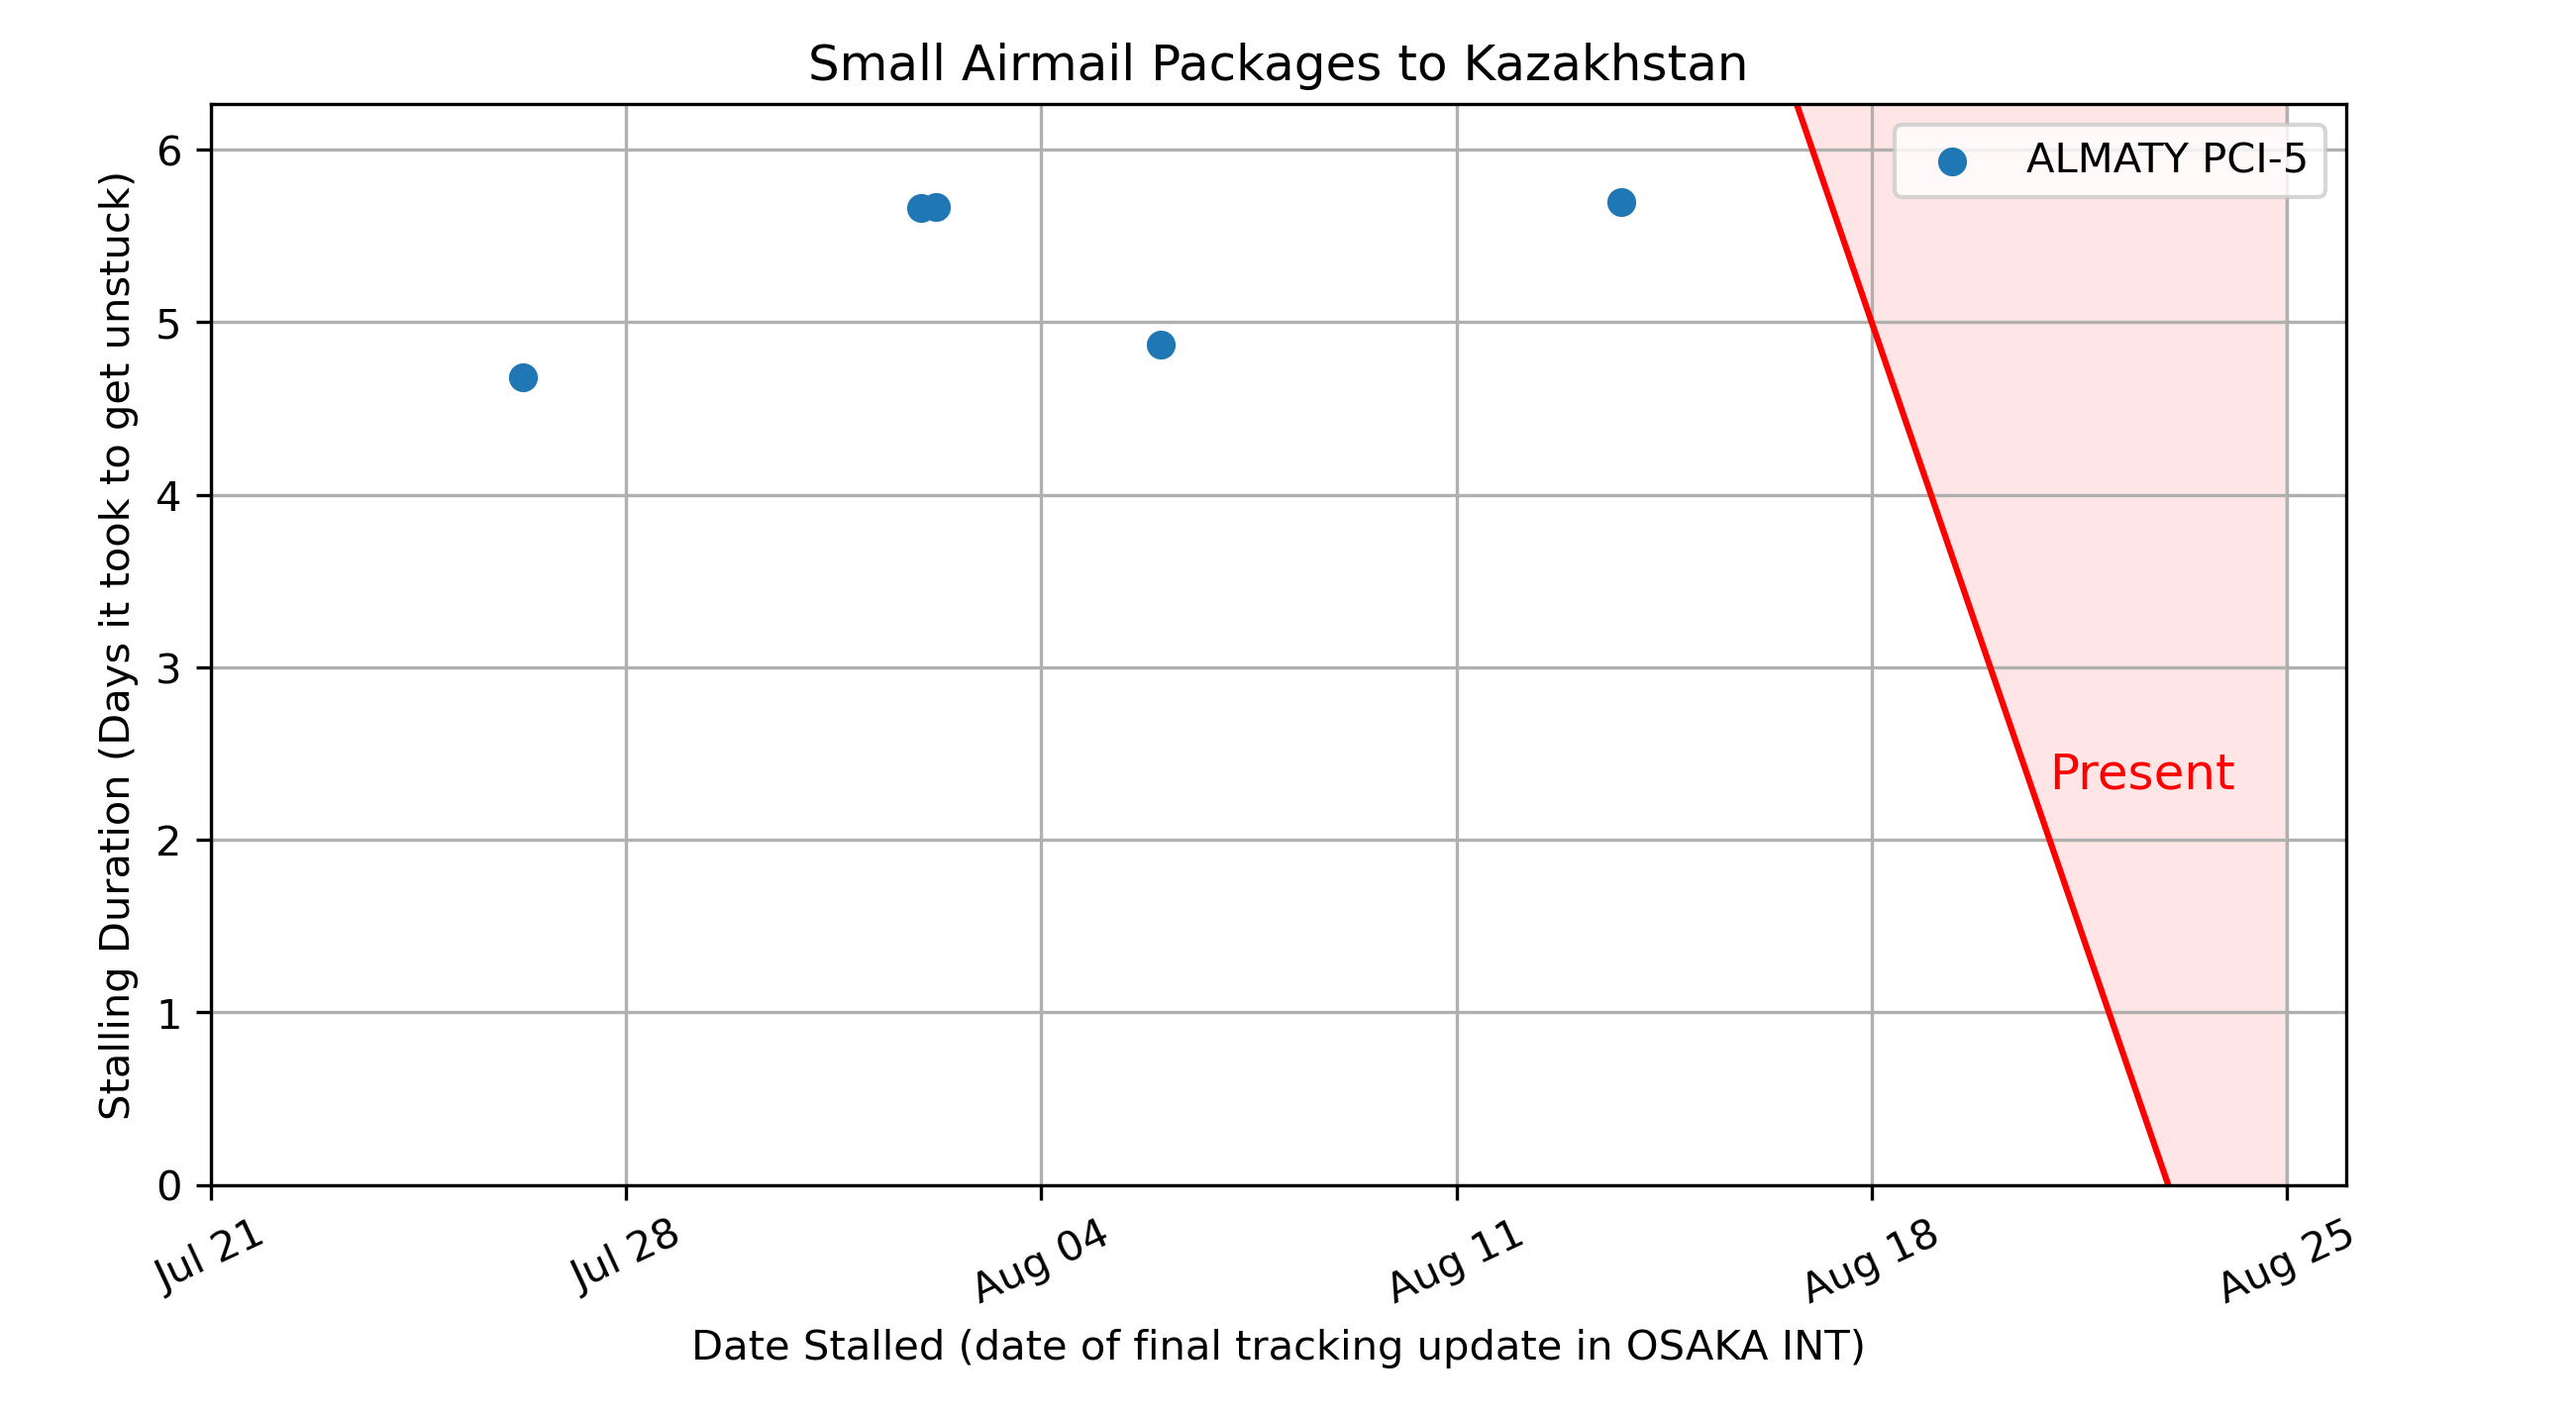 Small Airmail Packages to Kazakhstan
ALMATY PCI-5
Stalling Duration (Days it took to get unstuck)
6
5
4
3
2
1
0
Present
Jul 21
Jul 28
Aug 04
Aug 11
Aug 18
Aug 25
Date Stalled (date of final tracking update in OSAKA INT)